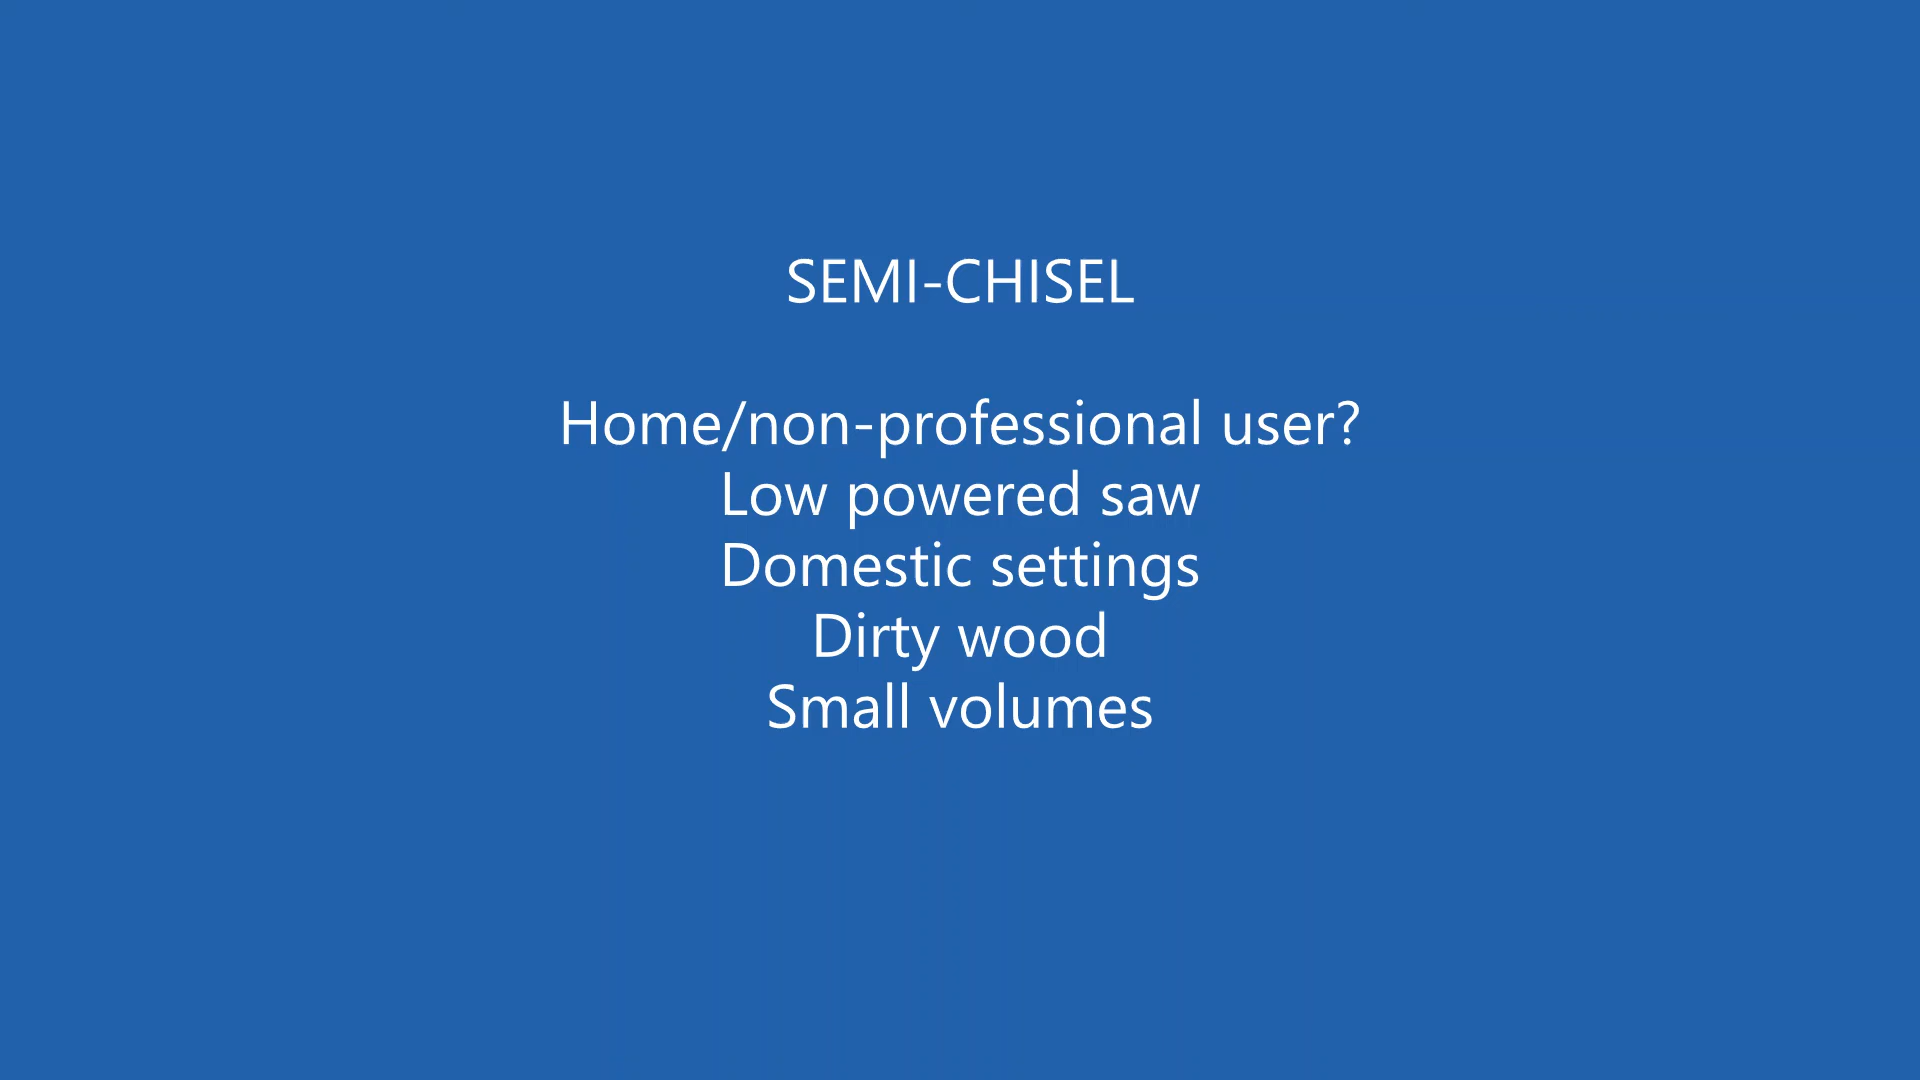 SEMI-CHISEL
Home/non-professional user?
Low powered saw
Domestic settings
Dirty wood
Small volumes